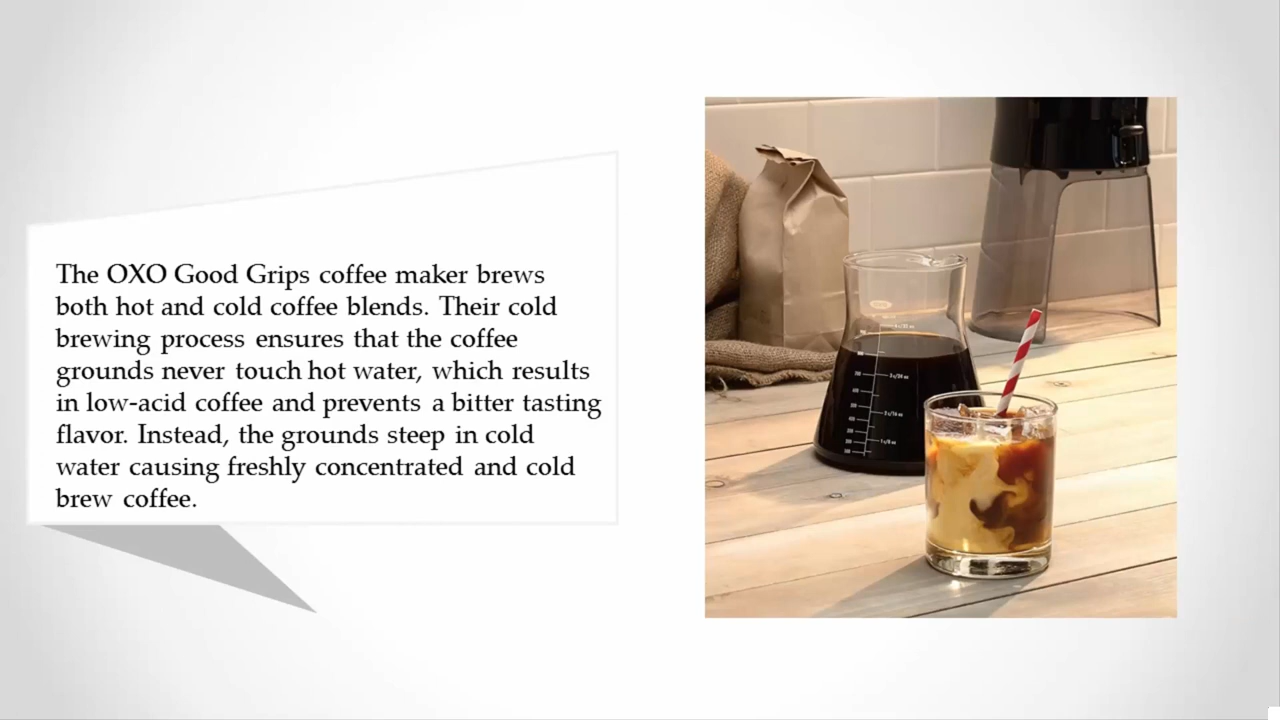 The OXO Good Grips coffee maker brews
both hot and cold coffee blends. Their cold
brewing process ensures that the coffee
grounds never touch hot water, which results
in low-acid coffee and prevents a bitter tasting
flavor. Instead, the grounds steep in cold
water causing freshly concentrated and cold
brew coffee.